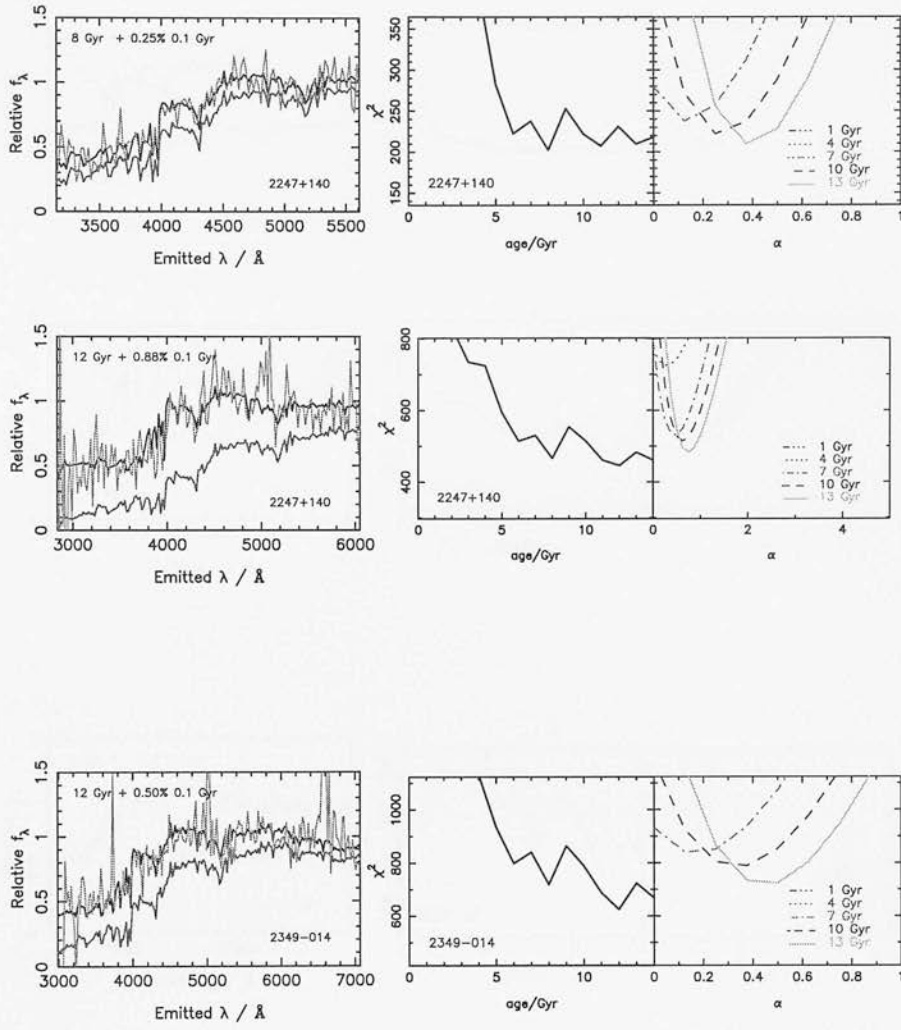 8 Gyr + 0.25% 0.1 Gyr
2247+140
Relative fλ
0 0.5 1 1.5
3500 4000 4500 5000 5500
Emitted λ / Å
χ²
150 200 250 300 350
2247+140
0 5 10
age/Gyr
1 Gyr
4 Gyr
7 Gyr
10 Gyr
13 Gyr
0 0.2 0.4 0.6 0.8 1
α
12 Gyr + 0.88% 0.1 Gyr
2247+140
Relative fλ
0 0.5 1 1.5
3000 4000 5000 6000
Emitted λ / Å
χ²
400 600 800
2247+140
0 5 10
age/Gyr
1 Gyr
4 Gyr
7 Gyr
10 Gyr
13 Gyr
0 2 4
α
12 Gyr + 0.50% 0.1 Gyr
2349−014
Relative fλ
0 0.5 1 1.5
3000 4000 5000 6000 7000
Emitted λ / Å
χ²
600 800 1000
2349−014
0 5 10
age/Gyr
1 Gyr
4 Gyr
7 Gyr
10 Gyr
13 Gyr
0 0.2 0.4 0.6 0.8 1
α